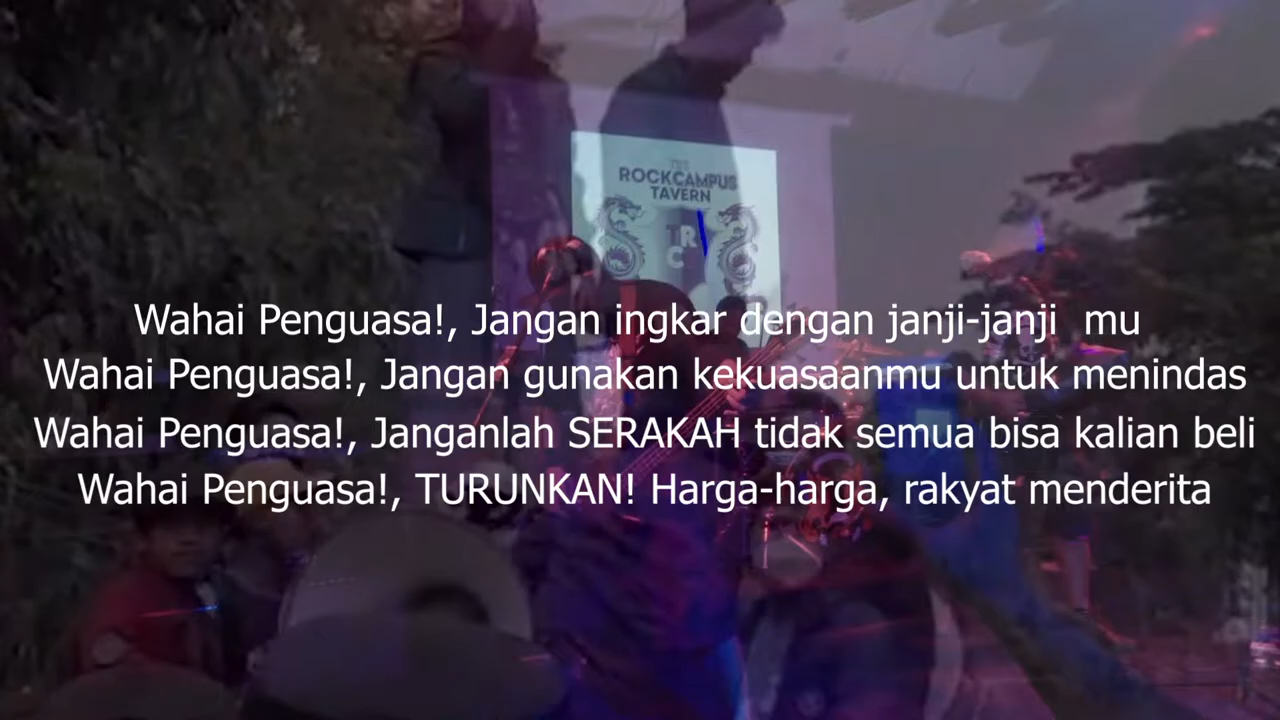 THE
ROCKCAMPUS
TAVERN
TR
C
Wahai Penguasa!, Jangan ingkar dengan janji-janji mu
Wahai Penguasa!, Jangan gunakan kekuasaanmu untuk menindas
Wahai Penguasa!, Janganlah SERAKAH tidak semua bisa kalian beli
Wahai Penguasa!, TURUNKAN! Harga-harga, rakyat menderita